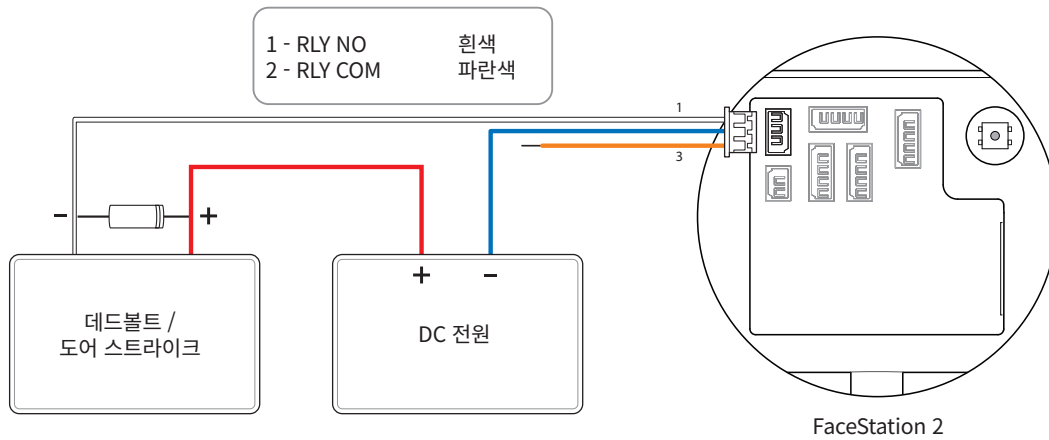 1 - RLY NO 흰색
2 - RLY COM 파란색
1
3
- +
+ -
데드볼트 /
도어 스트라이크
DC 전원
FaceStation 2